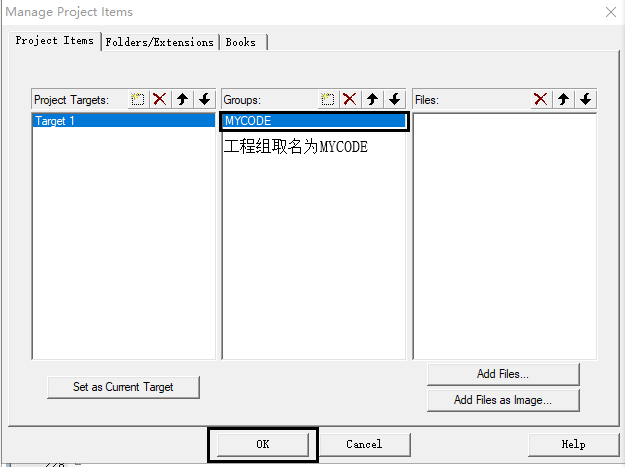 Manage Project Items
Project Items Folders/Extensions Books
Project Targets: Groups: Files:
Target 1 MYCODE
工程组取名为MYCODE
Add Files...
Set as Current Target
Add Files as Image...
OK Cancel Help